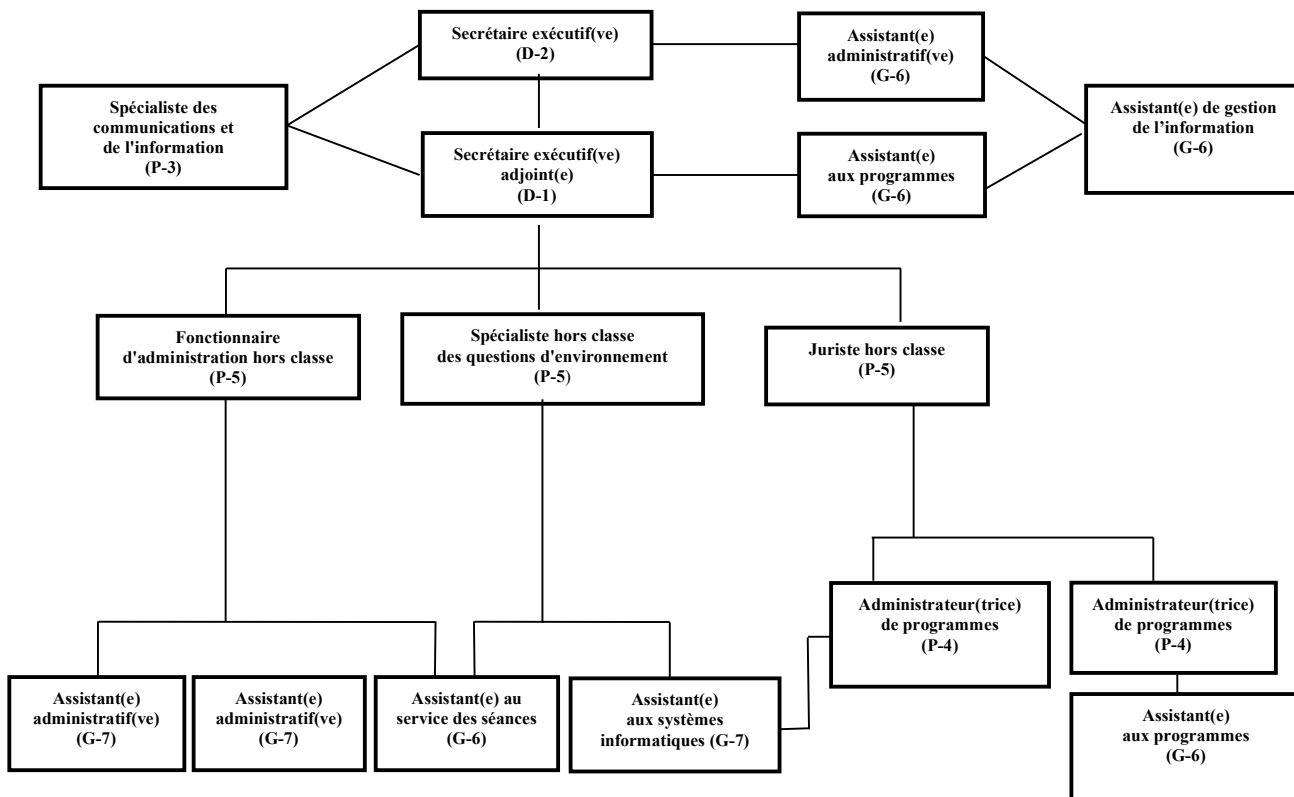 Secrétaire exécutif(ve)
(D-2)
Assistant(e)
administratif(ve)
(G-6)
Spécialiste des
communications et
de l'information
(P-3)
Assistant(e) de gestion
de l’information
(G-6)
Secrétaire exécutif(ve)
adjoint(e)
(D-1)
Assistant(e)
aux programmes
(G-6)
Fonctionnaire
d'administration hors classe
(P-5)
Spécialiste hors classe
des questions d'environnement
(P-5)
Juriste hors classe
(P-5)
Administrateur(trice)
de programmes
(P-4)
Administrateur(trice)
de programmes
(P-4)
Assistant(e)
administratif(ve)
(G-7)
Assistant(e)
administratif(ve)
(G-7)
Assistant(e) au
service des séances
(G-6)
Assistant(e)
aux systèmes
informatiques (G-7)
Assistant(e)
aux programmes
(G-6)